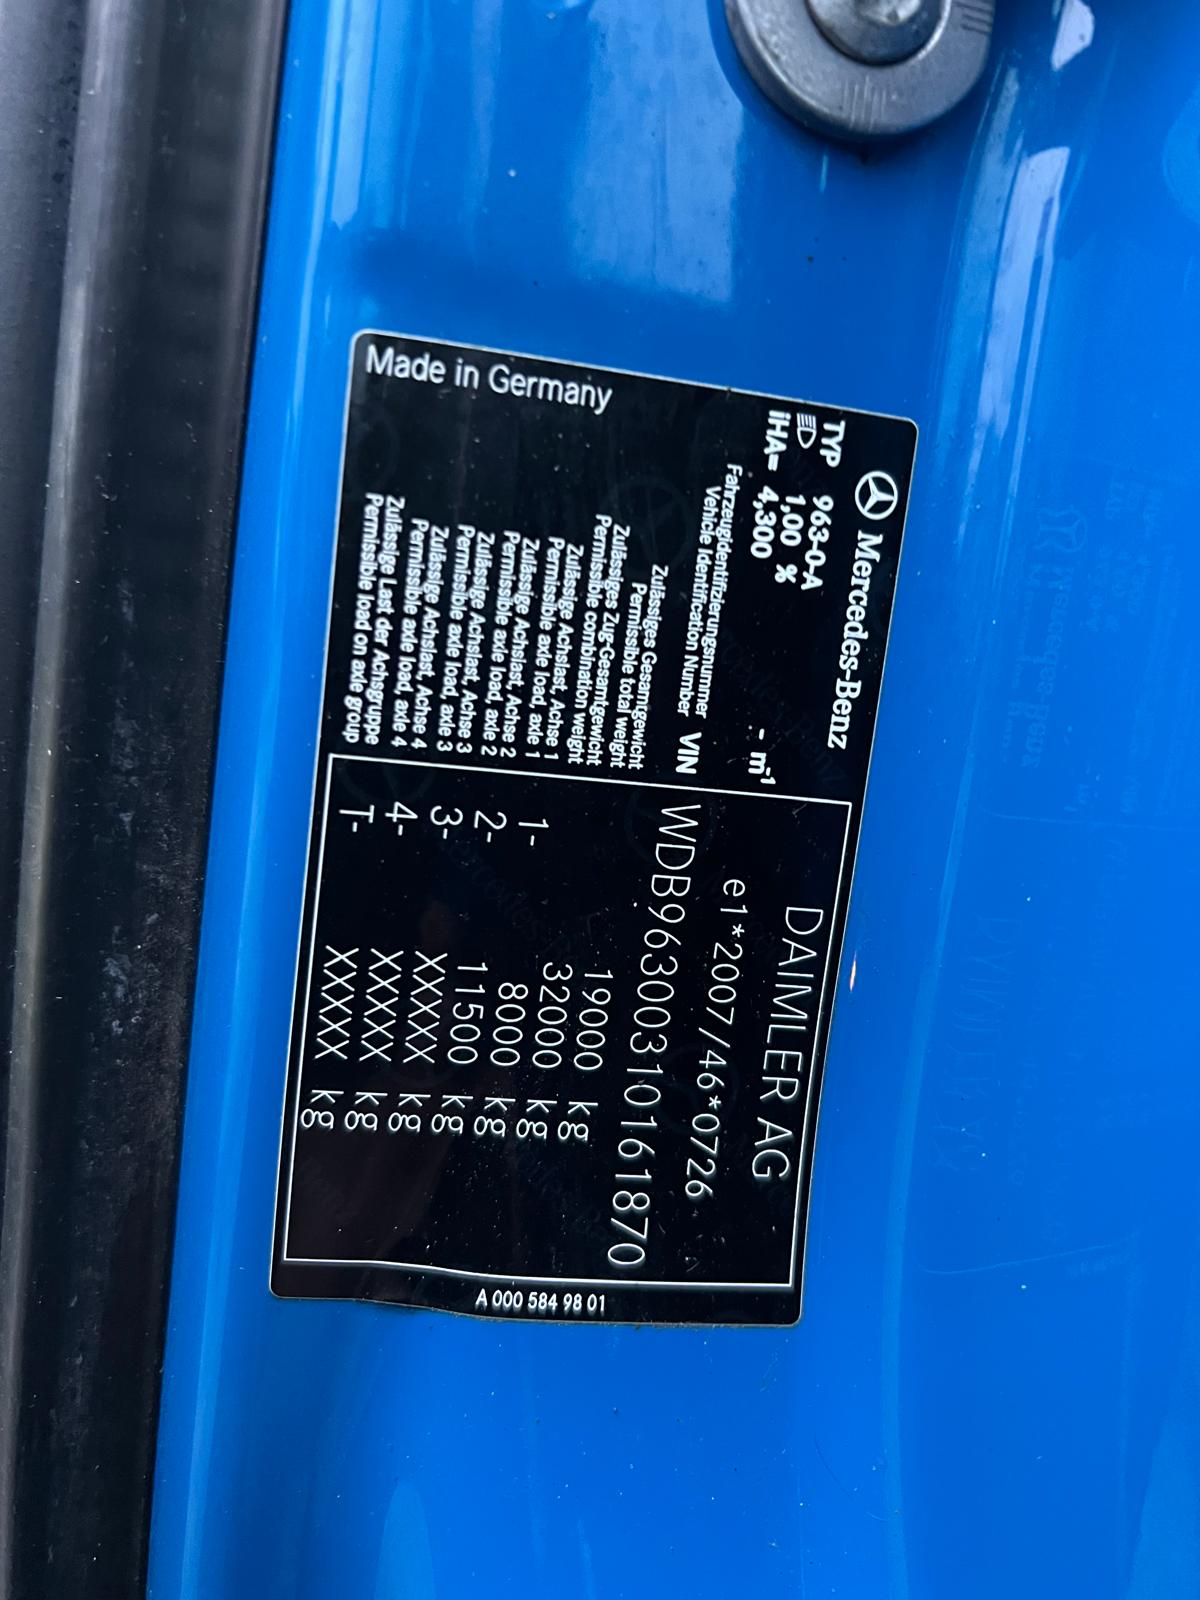 Mercedes-Benz
TYP 963-0-A
1,00 %
iHA= 4,300
- m-1
Fahrzeugidentifizierungsnummer
Vehicle Identification Number VIN
Zulässiges Gesamtgewicht
Permissible total weight
Zulässiges Zug-Gesamtgewicht
Permissible combination weight
Zulässige Achslast, Achse 1
Permissible axle load, axle 1
Zulässige Achslast, Achse 2
Permissible axle load, axle 2
Zulässige Achslast, Achse 3
Permissible axle load, axle 3
Zulässige Achslast, Achse 4
Permissible axle load, axle 4
Zulässige Last der Achsgruppe
Permissible load on axle group
Made in Germany
DAIMLER AG
e1*2007/46*0726
WDB96300310161870
19000 kg
32000 kg
1- 8000 kg
2- 11500 kg
3- XXXXX kg
4- XXXXX kg
T- XXXXX kg
A 000 584 98 01